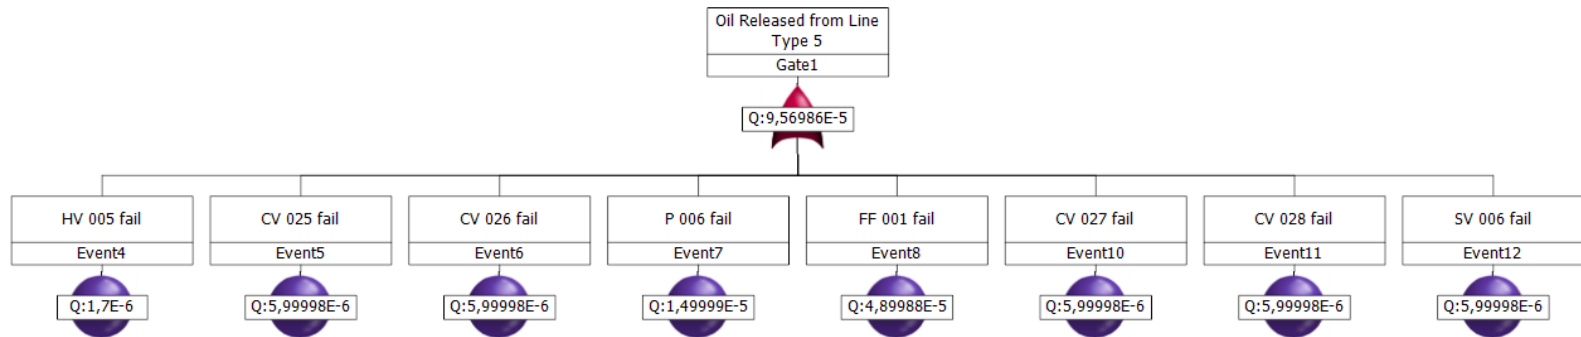 Oil Released from Line
Type 5
Gate1
Q:9,56986E-5
HV 005 fail
Event4
Q:1,7E-6
CV 025 fail
Event5
Q:5,99998E-6
CV 026 fail
Event6
Q:5,99998E-6
P 006 fail
Event7
Q:1,49999E-5
FF 001 fail
Event8
Q:4,89988E-5
CV 027 fail
Event10
Q:5,99998E-6
CV 028 fail
Event11
Q:5,99998E-6
SV 006 fail
Event12
Q:5,99998E-6